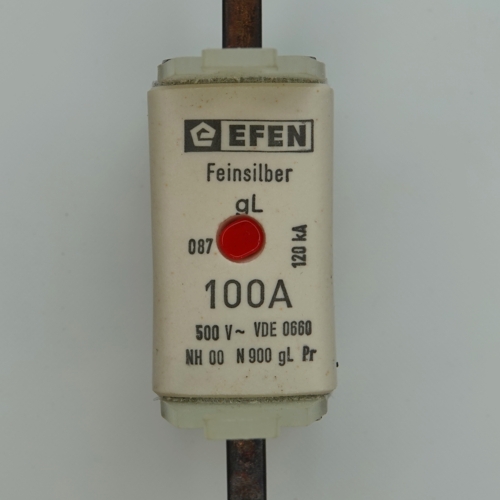 EFEN
Feinsilber
gL
087
120 kA
100A
500 V~ VDE 0660
NH 00 N 900 gL Pr